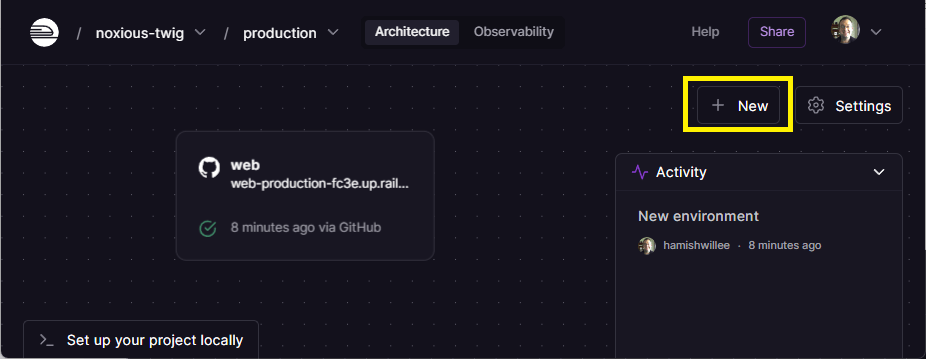 / noxious-twig / production Architecture Observability Help Share
+ New Settings
web
web-production-fc3e.up.rail...
8 minutes ago via GitHub
Activity
New environment
hamishwillee · 8 minutes ago
>_ Set up your project locally